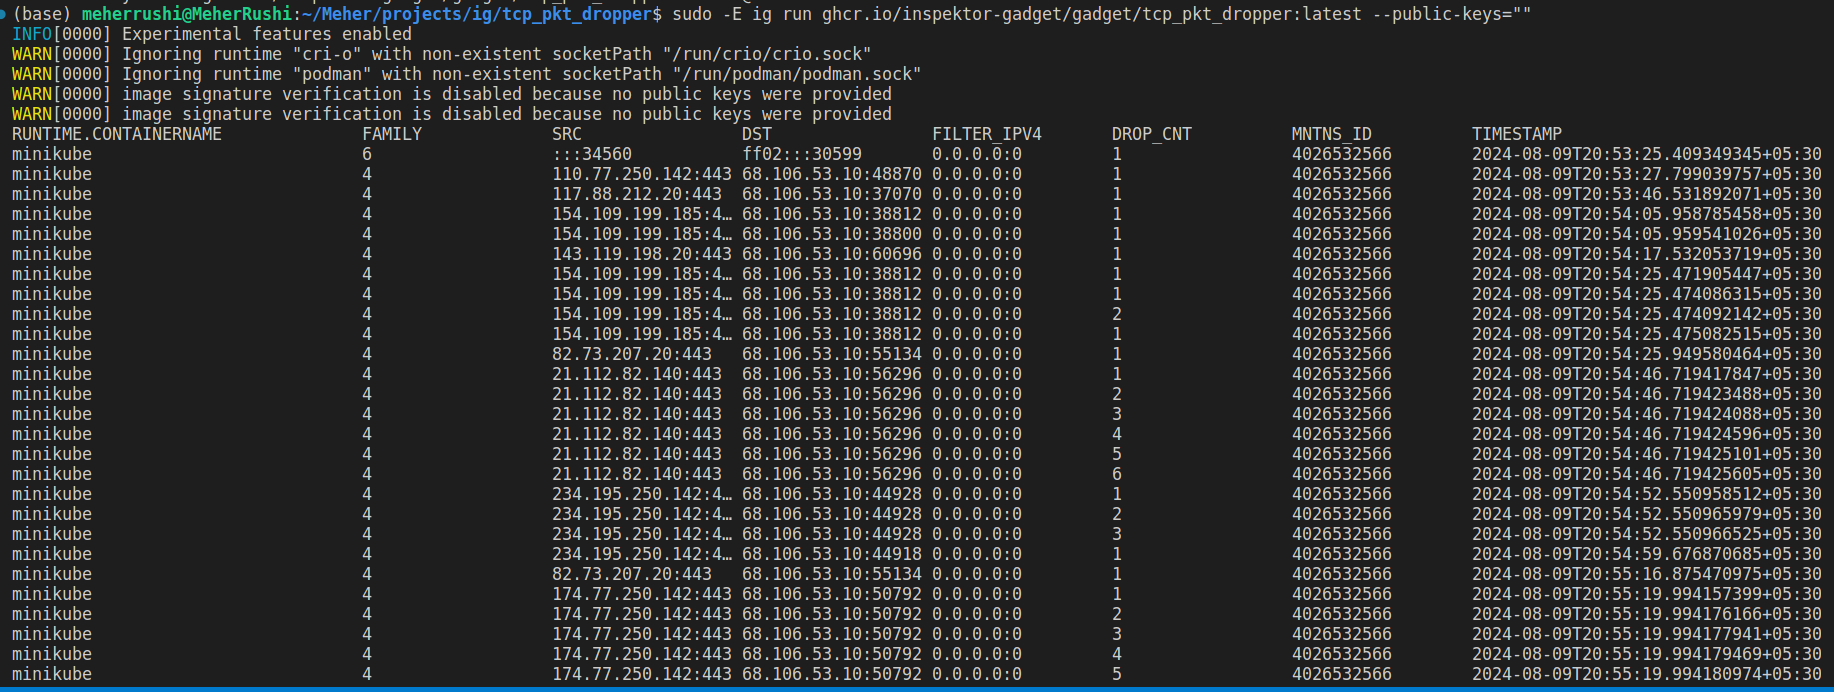 (base) meherrushi@MeherRushi:~/Meher/projects/ig/tcp_pkt_dropper$ sudo -E ig run ghcr.io/inspektor-gadget/gadget/tcp_pkt_dropper:latest --public-keys=""
INFO[0000] Experimental features enabled
WARN[0000] Ignoring runtime "cri-o" with non-existent socketPath "/run/crio/crio.sock"
WARN[0000] Ignoring runtime "podman" with non-existent socketPath "/run/podman/podman.sock"
WARN[0000] image signature verification is disabled because no public keys were provided
WARN[0000] image signature verification is disabled because no public keys were provided
RUNTIME.CONTAINERNAME FAMILY SRC DST FILTER_IPV4 DROP_CNT MNTNS_ID TIMESTAMP
minikube 6 :::34560 ff02:::30599 0.0.0.0:0 1 4026532566 2024-08-09T20:53:25.409349345+05:30
minikube 4 110.77.250.142:443 68.106.53.10:48870 0.0.0.0:0 1 4026532566 2024-08-09T20:53:27.799039757+05:30
minikube 4 117.88.212.20:443 68.106.53.10:37070 0.0.0.0:0 1 4026532566 2024-08-09T20:53:46.531892071+05:30
minikube 4 154.109.199.185:4… 68.106.53.10:38812 0.0.0.0:0 1 4026532566 2024-08-09T20:54:05.958785458+05:30
minikube 4 154.109.199.185:4… 68.106.53.10:38800 0.0.0.0:0 1 4026532566 2024-08-09T20:54:05.959541026+05:30
minikube 4 143.119.198.20:443 68.106.53.10:60696 0.0.0.0:0 1 4026532566 2024-08-09T20:54:17.532053719+05:30
minikube 4 154.109.199.185:4… 68.106.53.10:38812 0.0.0.0:0 1 4026532566 2024-08-09T20:54:25.471905447+05:30
minikube 4 154.109.199.185:4… 68.106.53.10:38812 0.0.0.0:0 1 4026532566 2024-08-09T20:54:25.474086315+05:30
minikube 4 154.109.199.185:4… 68.106.53.10:38812 0.0.0.0:0 2 4026532566 2024-08-09T20:54:25.474092142+05:30
minikube 4 154.109.199.185:4… 68.106.53.10:38812 0.0.0.0:0 1 4026532566 2024-08-09T20:54:25.475082515+05:30
minikube 4 82.73.207.20:443 68.106.53.10:55134 0.0.0.0:0 1 4026532566 2024-08-09T20:54:25.949580464+05:30
minikube 4 21.112.82.140:443 68.106.53.10:56296 0.0.0.0:0 1 4026532566 2024-08-09T20:54:46.719417847+05:30
minikube 4 21.112.82.140:443 68.106.53.10:56296 0.0.0.0:0 2 4026532566 2024-08-09T20:54:46.719423488+05:30
minikube 4 21.112.82.140:443 68.106.53.10:56296 0.0.0.0:0 3 4026532566 2024-08-09T20:54:46.719424088+05:30
minikube 4 21.112.82.140:443 68.106.53.10:56296 0.0.0.0:0 4 4026532566 2024-08-09T20:54:46.719424596+05:30
minikube 4 21.112.82.140:443 68.106.53.10:56296 0.0.0.0:0 5 4026532566 2024-08-09T20:54:46.719425101+05:30
minikube 4 21.112.82.140:443 68.106.53.10:56296 0.0.0.0:0 6 4026532566 2024-08-09T20:54:46.719425605+05:30
minikube 4 234.195.250.142:4… 68.106.53.10:44928 0.0.0.0:0 1 4026532566 2024-08-09T20:54:52.550958512+05:30
minikube 4 234.195.250.142:4… 68.106.53.10:44928 0.0.0.0:0 2 4026532566 2024-08-09T20:54:52.550965979+05:30
minikube 4 234.195.250.142:4… 68.106.53.10:44928 0.0.0.0:0 3 4026532566 2024-08-09T20:54:52.550966525+05:30
minikube 4 234.195.250.142:4… 68.106.53.10:44918 0.0.0.0:0 1 4026532566 2024-08-09T20:54:59.676870685+05:30
minikube 4 82.73.207.20:443 68.106.53.10:55134 0.0.0.0:0 1 4026532566 2024-08-09T20:55:16.875470975+05:30
minikube 4 174.77.250.142:443 68.106.53.10:50792 0.0.0.0:0 1 4026532566 2024-08-09T20:55:19.994157399+05:30
minikube 4 174.77.250.142:443 68.106.53.10:50792 0.0.0.0:0 2 4026532566 2024-08-09T20:55:19.994176166+05:30
minikube 4 174.77.250.142:443 68.106.53.10:50792 0.0.0.0:0 3 4026532566 2024-08-09T20:55:19.994177941+05:30
minikube 4 174.77.250.142:443 68.106.53.10:50792 0.0.0.0:0 4 4026532566 2024-08-09T20:55:19.994179469+05:30
minikube 4 174.77.250.142:443 68.106.53.10:50792 0.0.0.0:0 5 4026532566 2024-08-09T20:55:19.994180974+05:30